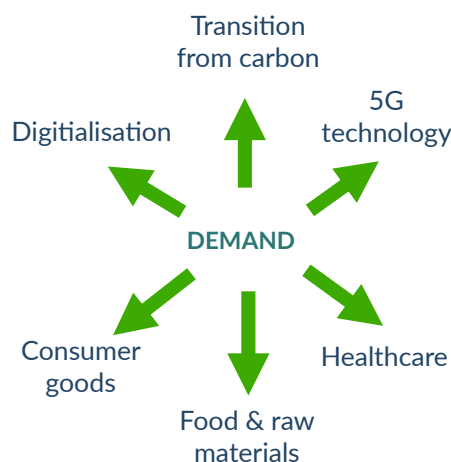 Transition
from carbon
5G
technology
Digitialisation
DEMAND
Consumer
goods
Healthcare
Food & raw
materials